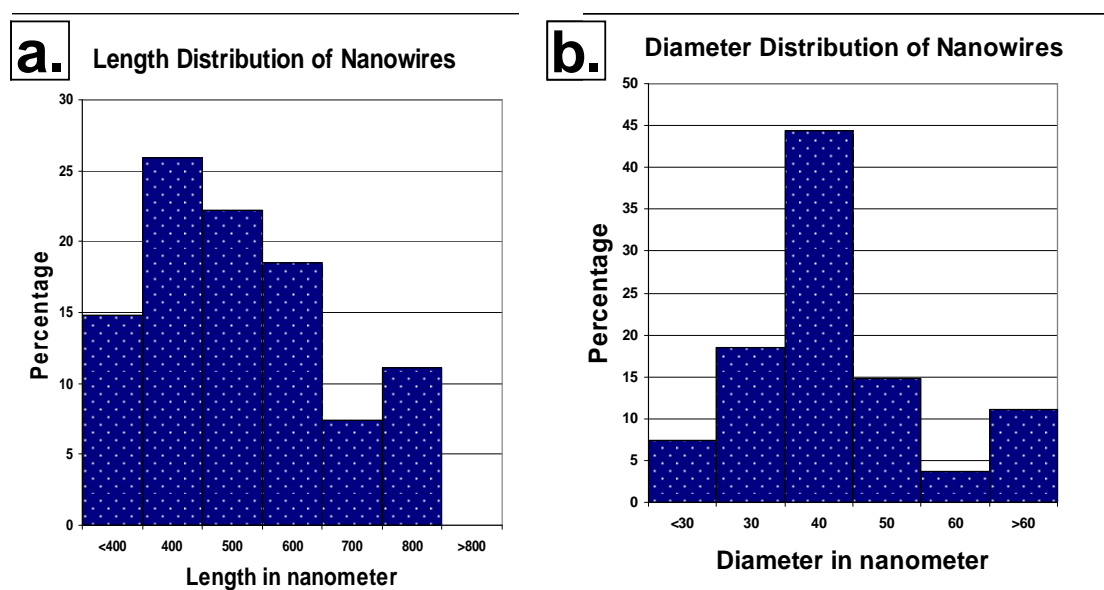 a.
Length Distribution of Nanowires
30
25
20
15
10
5
0
Percentage
<400 400 500 600 700 800 >800
Length in nanometer
b.
Diameter Distribution of Nanowires
50
45
40
35
30
25
20
15
10
5
0
Percentage
<30 30 40 50 60 >60
Diameter in nanometer